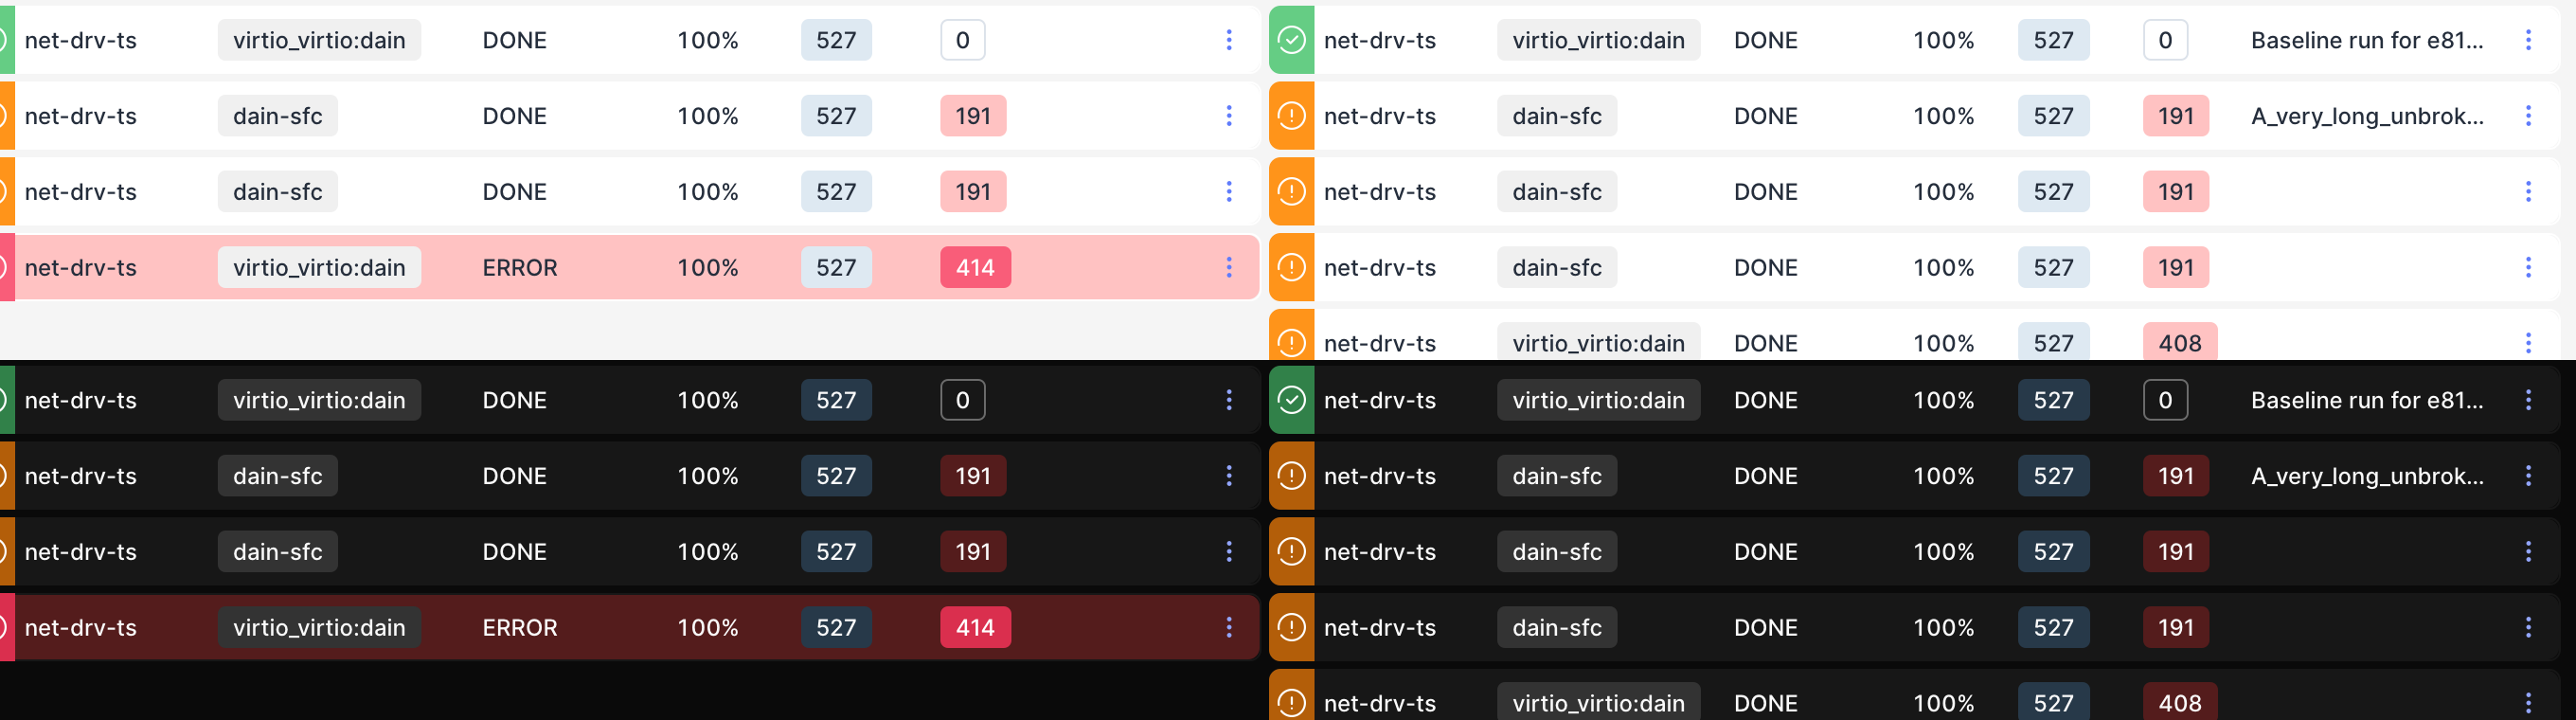 net-drv-ts virtio_virtio:dain DONE 100% 527 0
net-drv-ts dain-sfc DONE 100% 527 191
net-drv-ts dain-sfc DONE 100% 527 191
net-drv-ts virtio_virtio:dain ERROR 100% 527 414
net-drv-ts virtio_virtio:dain DONE 100% 527 0 Baseline run for e81...
net-drv-ts dain-sfc DONE 100% 527 191 A_very_long_unbrok...
net-drv-ts dain-sfc DONE 100% 527 191
net-drv-ts dain-sfc DONE 100% 527 191
net-drv-ts virtio_virtio:dain DONE 100% 527 408
net-drv-ts virtio_virtio:dain DONE 100% 527 0
net-drv-ts dain-sfc DONE 100% 527 191
net-drv-ts dain-sfc DONE 100% 527 191
net-drv-ts virtio_virtio:dain ERROR 100% 527 414
net-drv-ts virtio_virtio:dain DONE 100% 527 0 Baseline run for e81...
net-drv-ts dain-sfc DONE 100% 527 191 A_very_long_unbrok...
net-drv-ts dain-sfc DONE 100% 527 191
net-drv-ts dain-sfc DONE 100% 527 191
net-drv-ts virtio_virtio:dain DONE 100% 527 408